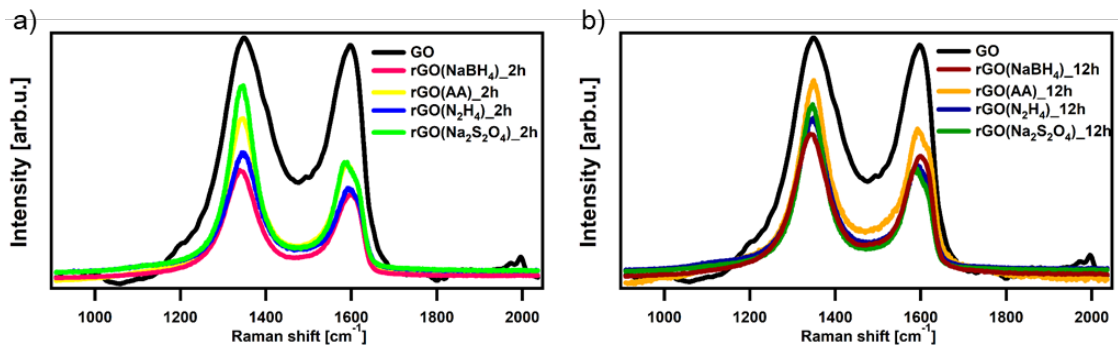 a)
Intensity [arb.u.]
GO
rGO(NaBH₄)_2h
rGO(AA)_2h
rGO(N₂H₄)_2h
rGO(Na₂S₂O₄)_2h
1000 1200 1400 1600 1800 2000
Raman shift [cm⁻¹]
b)
Intensity [arb.u.]
GO
rGO(NaBH₄)_12h
rGO(AA)_12h
rGO(N₂H₄)_12h
rGO(Na₂S₂O₄)_12h
1000 1200 1400 1600 1800 2000
Raman shift [cm⁻¹]